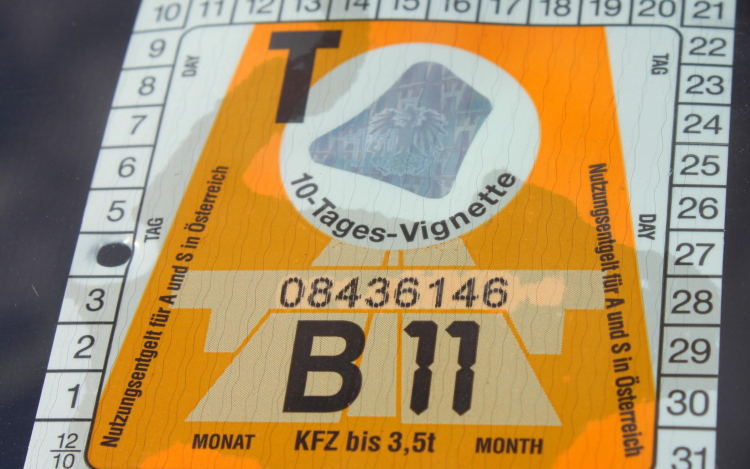 10 11 12 13 14 15 16 17 18 19 20 21
9
8
7
6
5
3
2
1
12/10
22
23
24
25
26
27
28
29
30
31
DAY
TAG
T
10-Tages-Vignette
TAG
DAY
Nutzungsentgelt für A und S in Österreich
Nutzungsentgelt für A und S in Österreich
08436146
B 11
MONAT KFZ bis 3,5t MONTH